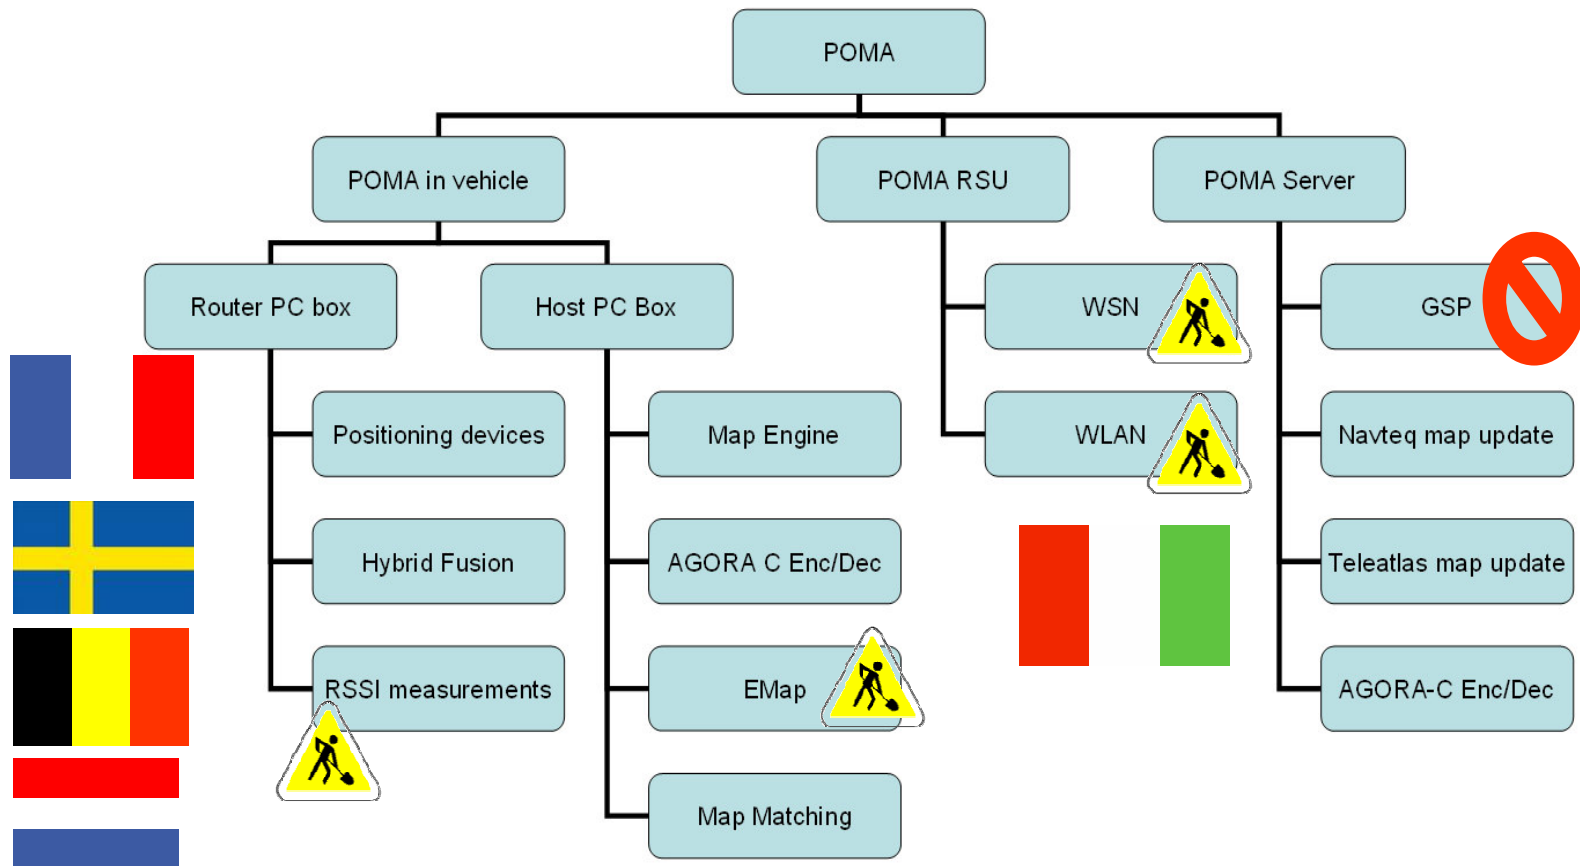 POMA
POMA in vehicle
POMA RSU
POMA Server
Router PC box
Host PC Box
WSN
GSP
Positioning devices
Map Engine
WLAN
Navteq map update
Hybrid Fusion
AGORA C Enc/Dec
Teleatlas map update
RSSI measurements
EMap
AGORA-C Enc/Dec
Map Matching